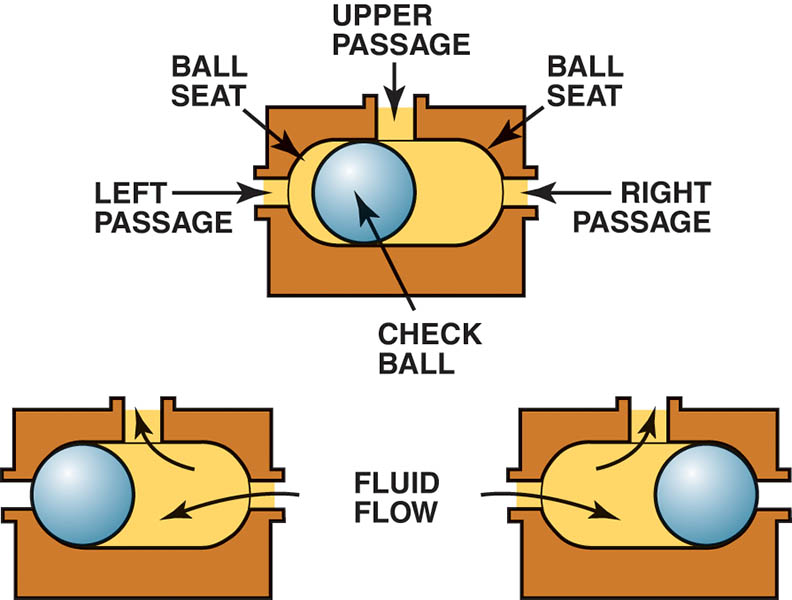 UPPER
PASSAGE
BALL
SEAT
BALL
SEAT
LEFT
PASSAGE
RIGHT
PASSAGE
CHECK
BALL
FLUID
FLOW